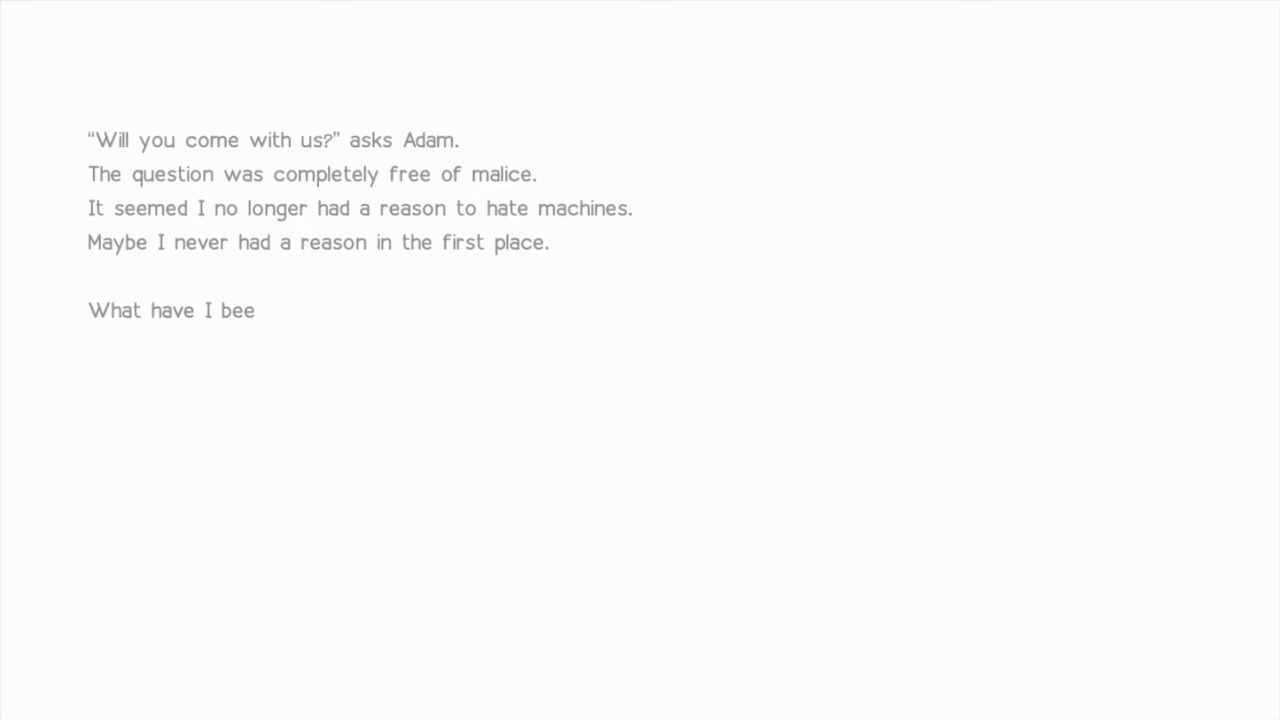 “Will you come with us?” asks Adam.
The question was completely free of malice.
It seemed I no longer had a reason to hate machines.
Maybe I never had a reason in the first place.
What have I bee